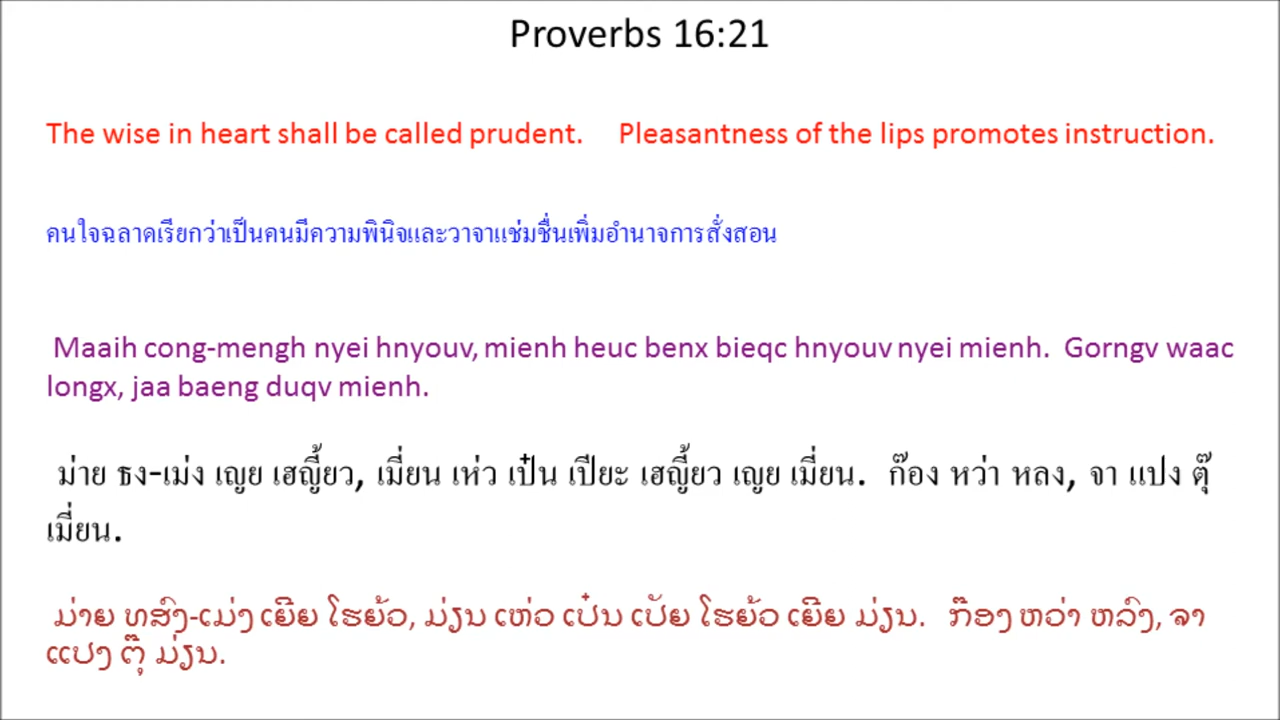 Proverbs 16:21
The wise in heart shall be called prudent. Pleasantness of the lips promotes instruction.
คนใจฉลาดเรียกว่าเป็นคนมีความพินิจและวาจาแช่มชื่นเพิ่มอำนาจการสั่งสอน
Maaih cong-mengh nyei hnyouv, mienh heuc benx bieqc hnyouv nyei mienh. Gorngv waac
longx, jaa baeng duqv mienh.
ม่าย ธง-เม่ง เญย เฮญี้ยว, เมี่ยน เห่ว เป๋น เปียะ เฮญี้ยว เญย เมี่ยน. ก๊อง หว่า หลง, จา แปง ตุ๊
เมี่ยน.
ມ່າຍ ທສົງ-ເມ່ງ ເຍີຍ ໂຮຍ້ວ, ມ່ຽນ ເຫ່ວ ເປ໋ນ ເປັຍ ໂຮຍ້ວ ເຍີຍ ມ່ຽນ. ກ໊ອງ ຫວ່າ ຫລົງ, ຈາ
ແປງ ຕຸ໊ ມ່ຽນ.